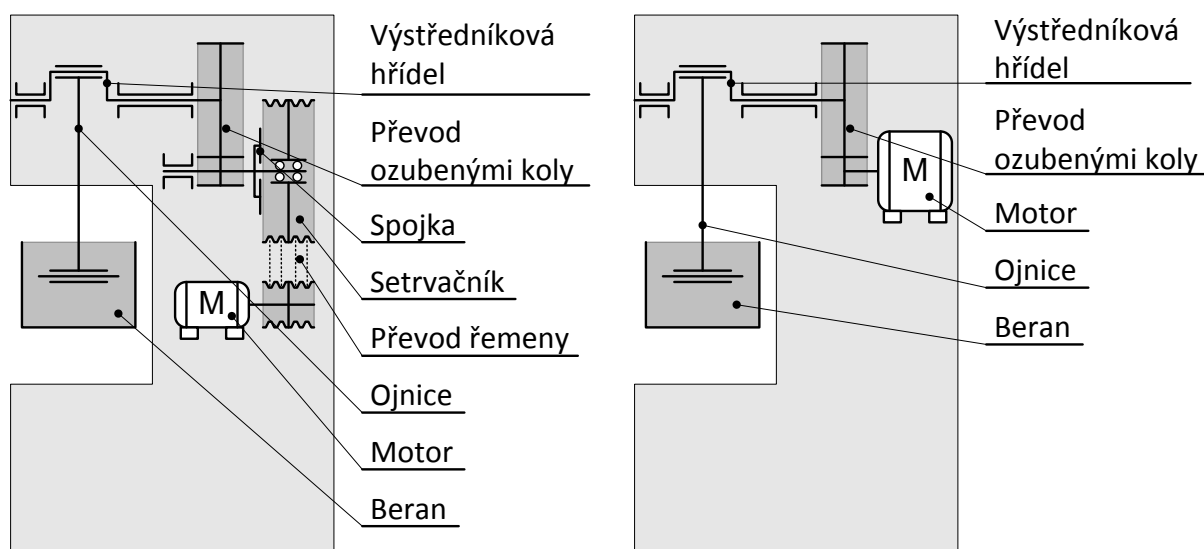 Výstředníková
hřídel
Převod
ozubenými koly
Spojka
Setrvačník
Převod řemeny
Ojnice
Motor
Beran
M
Výstředníková
hřídel
Převod
ozubenými koly
Motor
Ojnice
Beran
M